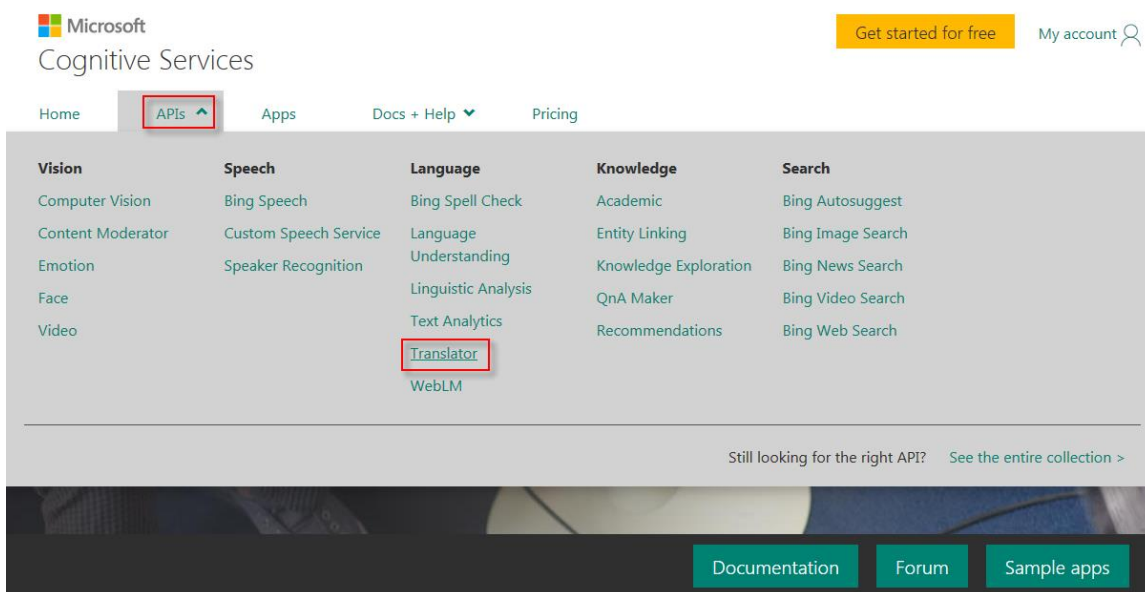 Microsoft
Cognitive Services
Get started for free
My account
Home
APIs
Apps
Docs + Help
Pricing
Vision
Computer Vision
Content Moderator
Emotion
Face
Video
Speech
Bing Speech
Custom Speech Service
Speaker Recognition
Language
Bing Spell Check
Language
Understanding
Linguistic Analysis
Text Analytics
Translator
WebLM
Knowledge
Academic
Entity Linking
Knowledge Exploration
QnA Maker
Recommendations
Search
Bing Autosuggest
Bing Image Search
Bing News Search
Bing Video Search
Bing Web Search
Still looking for the right API?
See the entire collection >
Documentation
Forum
Sample apps